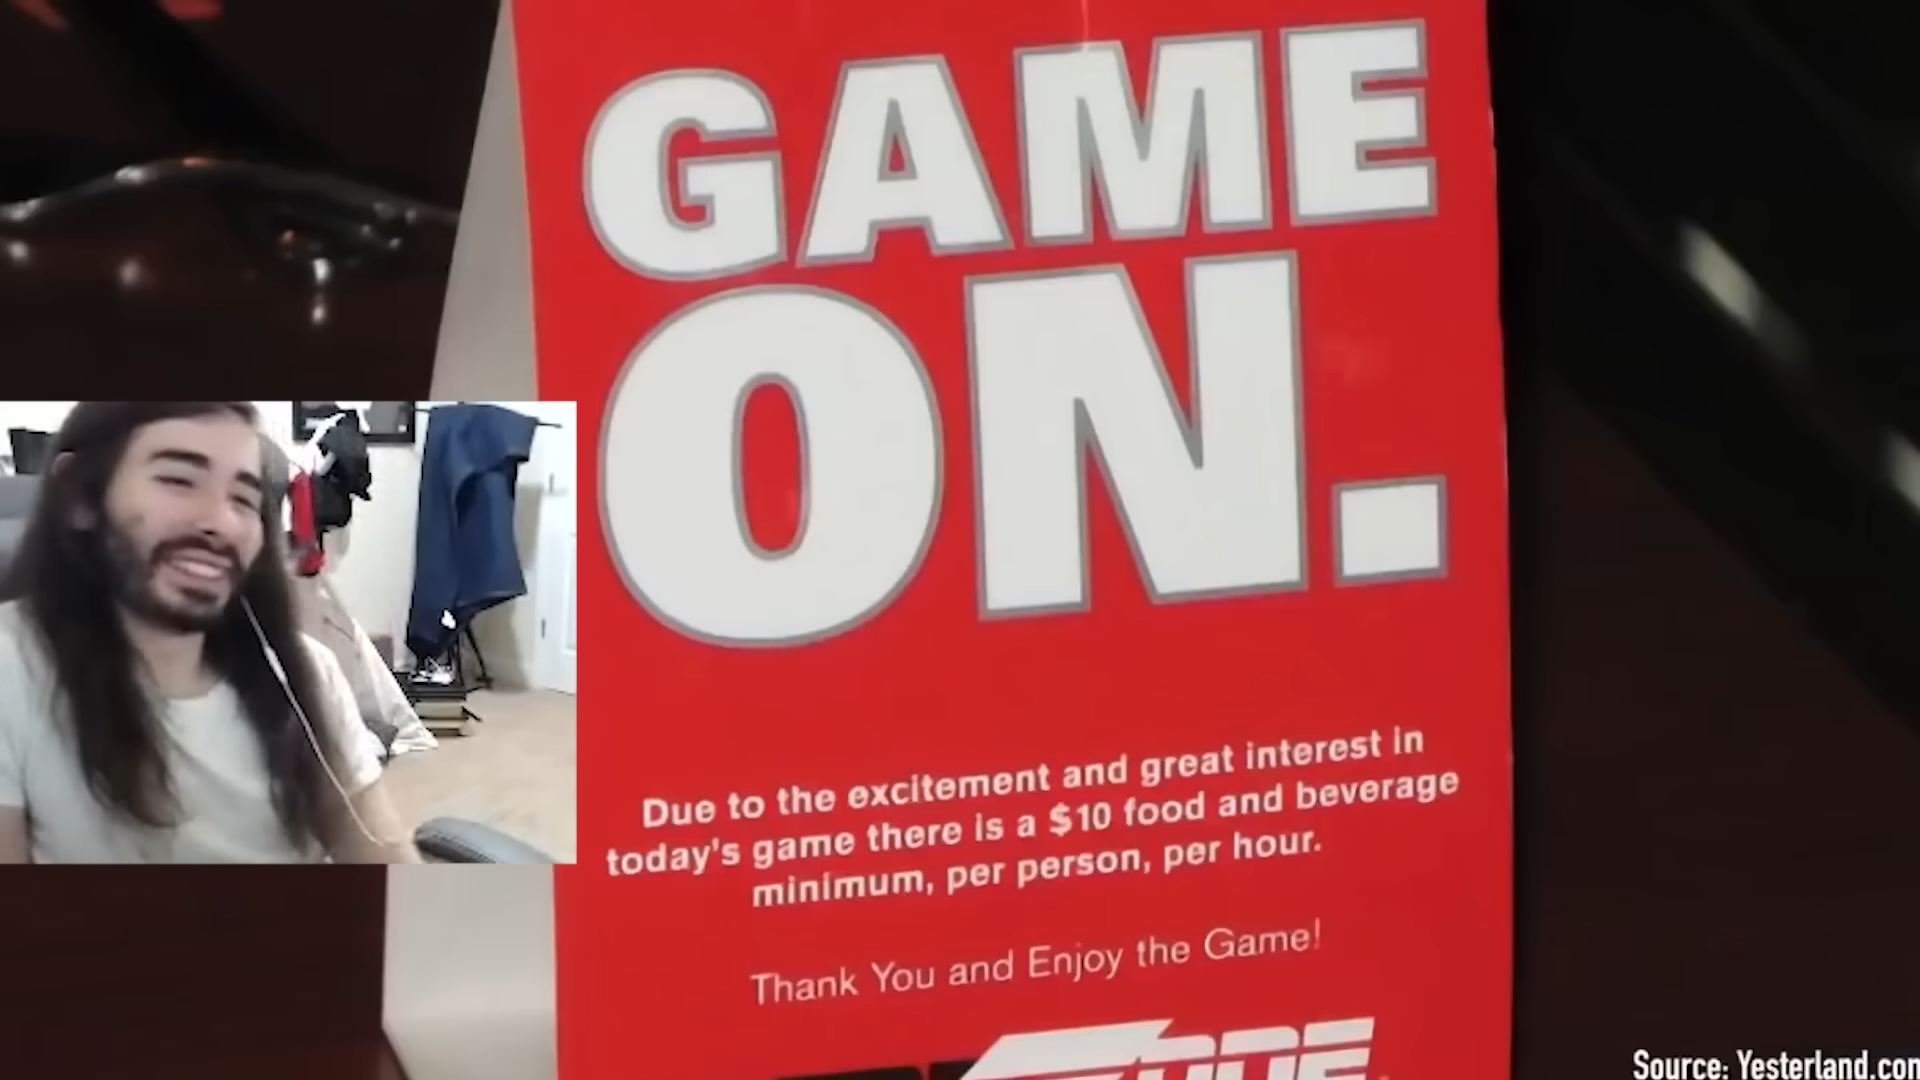 GAME
ON.
Due to the excitement and great interest in
today's game there is a $10 food and beverage
minimum, per person, per hour.
Thank You and Enjoy the Game!
Source: Yesterland.com